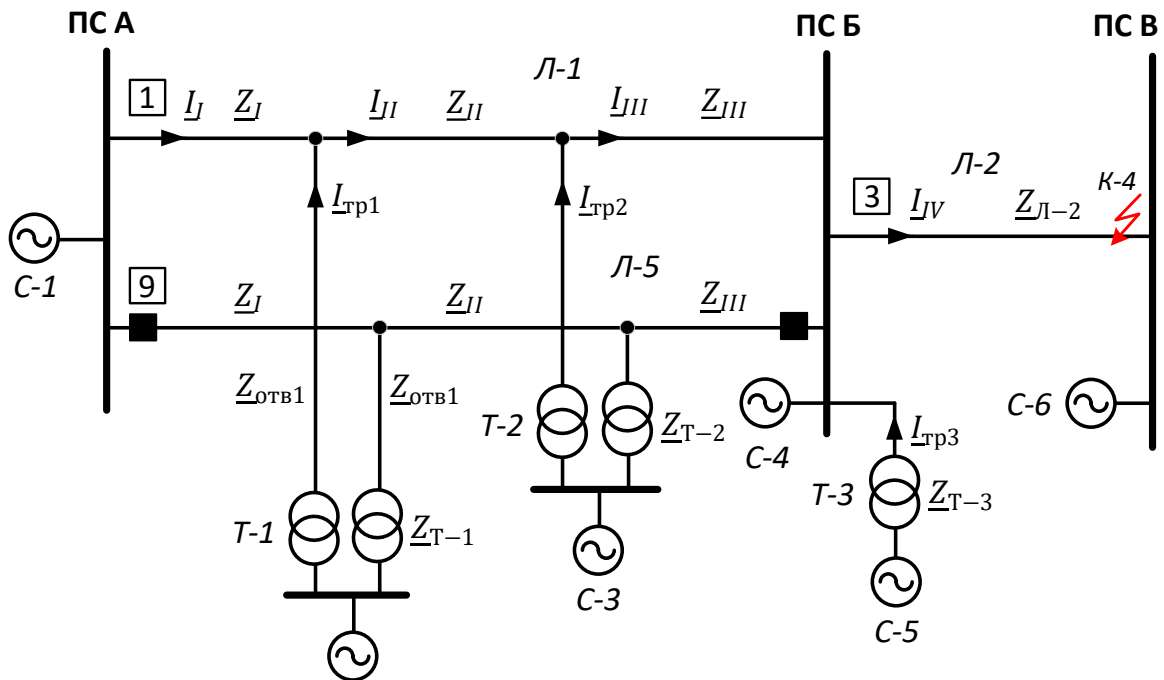 ПС А
ПС Б
ПС В
Л-1
1
I_I
Z_I
I_II
Z_II
I_III
Z_III
Л-2
К-4
3
I_IV
Z_Л−2
I_тр1
I_тр2
С-1
9
Z_I
Z_II
Л-5
Z_III
Z_отв1
Z_отв1
Т-2
Z_Т−2
С-4
I_тр3
С-6
Т-3
Z_Т−3
Т-1
Z_Т−1
С-3
С-5